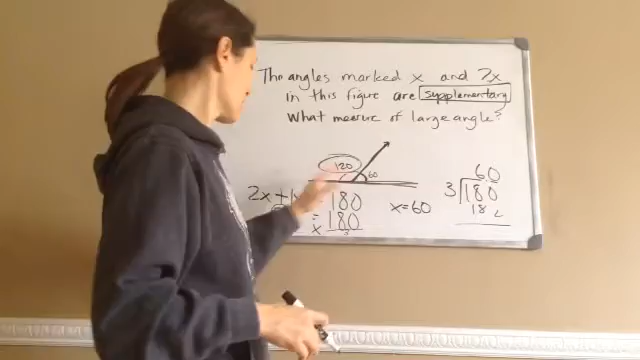 The angles marked x and 2x
in this figure are supplementary
What measure of large angle?
120
60
2x + 1x
180
=
180
x
3
x = 60
60
3 180
18